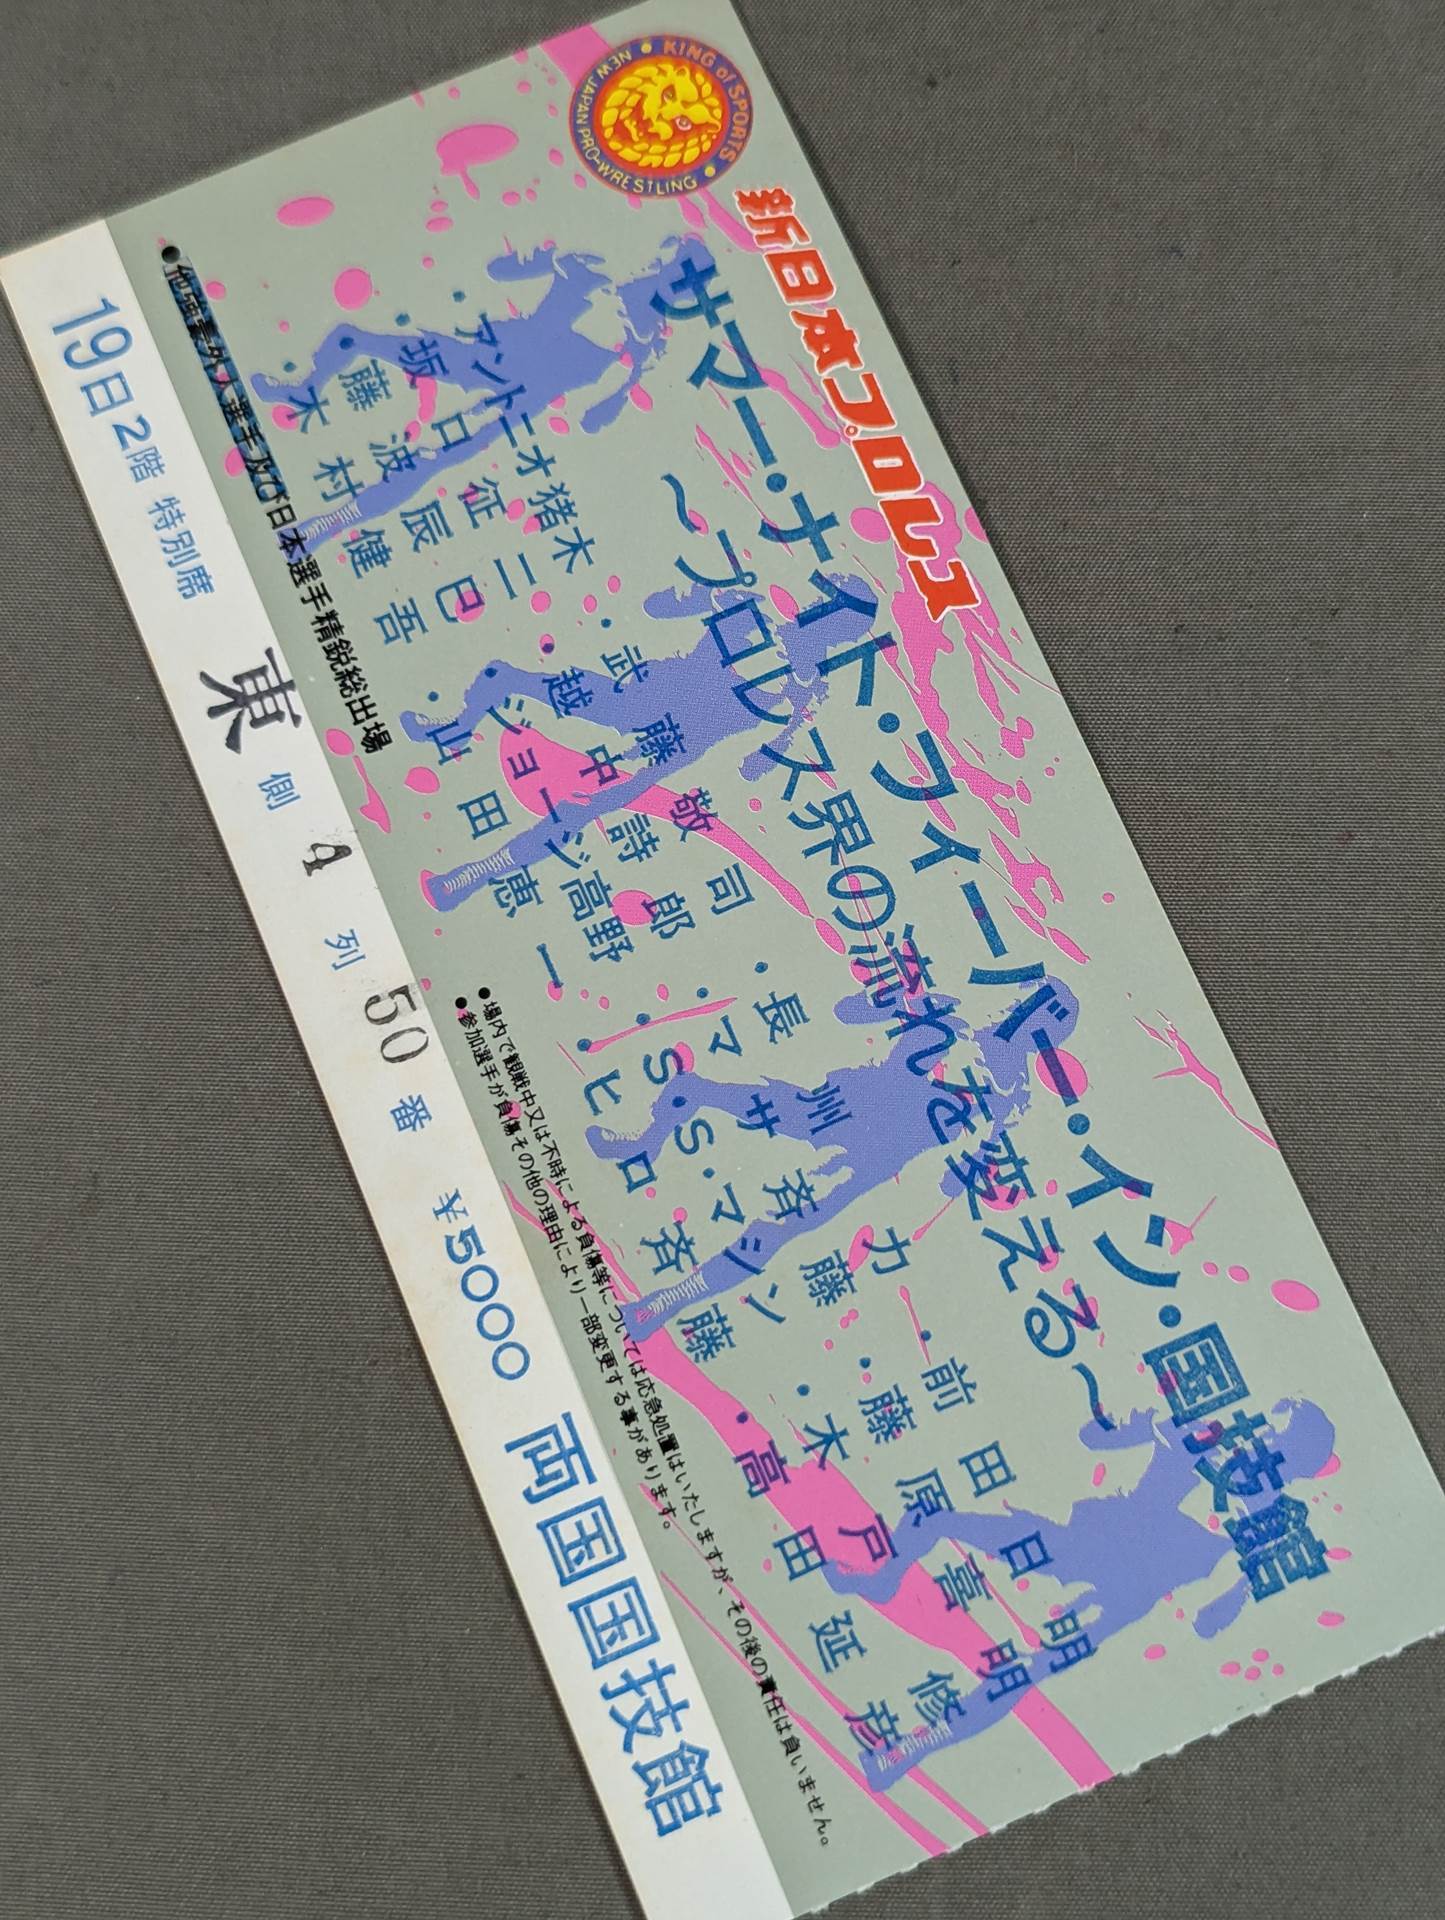 KING of SPORTS
NEW JAPAN PRO-WRESTLING
新日本プロレス
サマー・ナイト・フィーバー・イン・国技館
〜プロレス界の流れを変える〜
・アントニオ猪木
・坂口征二
・藤波辰巳
・木村健吾
・武藤敬司
・越中詩郎
・ジョージ高野
・山田恵一
・長州力
・マサ斉藤
・S・S・マシン
・ヒロ斉藤
・前田日明
・藤原喜明
・木戸修
・高田延彦
●他強豪外人選手及び日本選手精鋭総出場
●場内で観戦中又は不時による負傷等については応急処置はいたしますが、その後の責任は負いません。
●参加選手が負傷その他の理由により一部変更する事があります。
19日2階 特別席 東 側 4 列 50 番 ¥5000 両国国技館